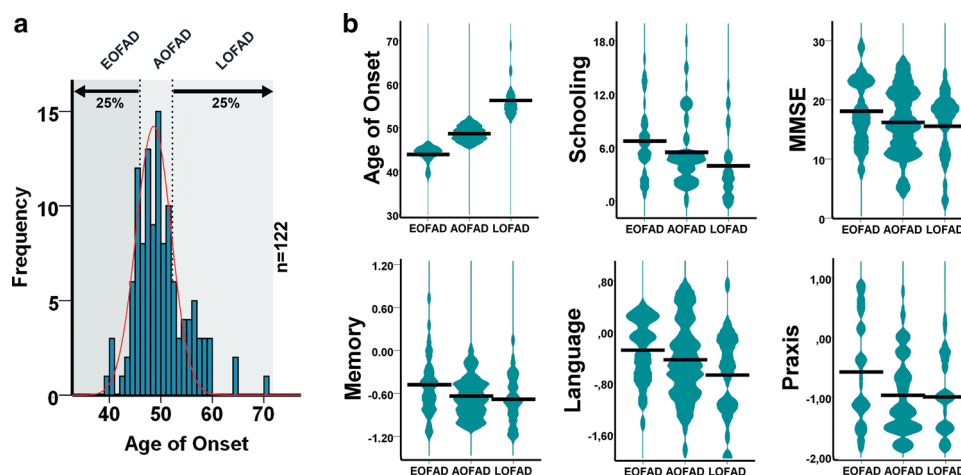 a
EOFAD
AOFAD
LOFAD
25%
25%
15
10
5
0
Frequency
40 50 60 70
Age of Onset
n=122
b
Age of Onset
70
60
50
40
30
EOFAD AOFAD LOFAD
Schooling
18.0
12.0
6.0
.0
EOFAD AOFAD LOFAD
MMSE
30
20
10
0
EOFAD AOFAD LOFAD
Memory
1.20
0.00
-0.60
-1.20
EOFAD AOFAD LOFAD
Language
,80
,00
-,80
-1,60
EOFAD AOFAD LOFAD
Praxis
1,00
,00
-1,00
-2,00
EOFAD AOFAD LOFAD